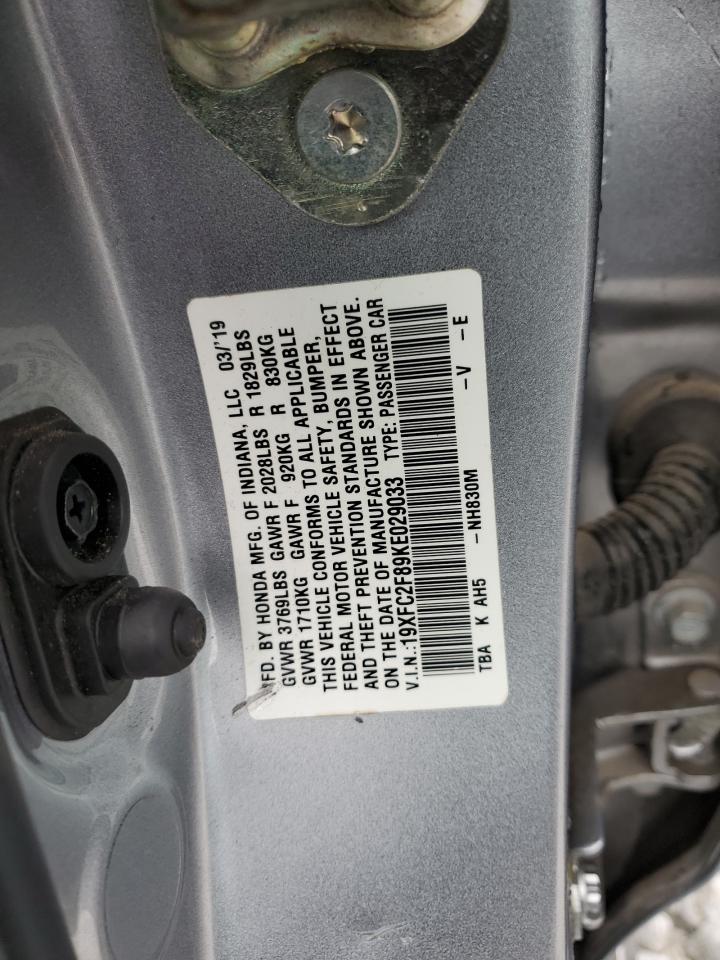 MFD. BY HONDA MFG. OF INDIANA, LLC 03/'19
GVWR 3769LBS GAWR F 2028LBS R 1829LBS
GVWR 1710KG GAWR F 920KG R 830KG
THIS VEHICLE CONFORMS TO ALL APPLICABLE
FEDERAL MOTOR VEHICLE SAFETY, BUMPER,
AND THEFT PREVENTION STANDARDS IN EFFECT
ON THE DATE OF MANUFACTURE SHOWN ABOVE.
V.I.N.:19XFC2F89KE029033 TYPE: PASSENGER CAR
TBA K AH5 -NH830M -V -E